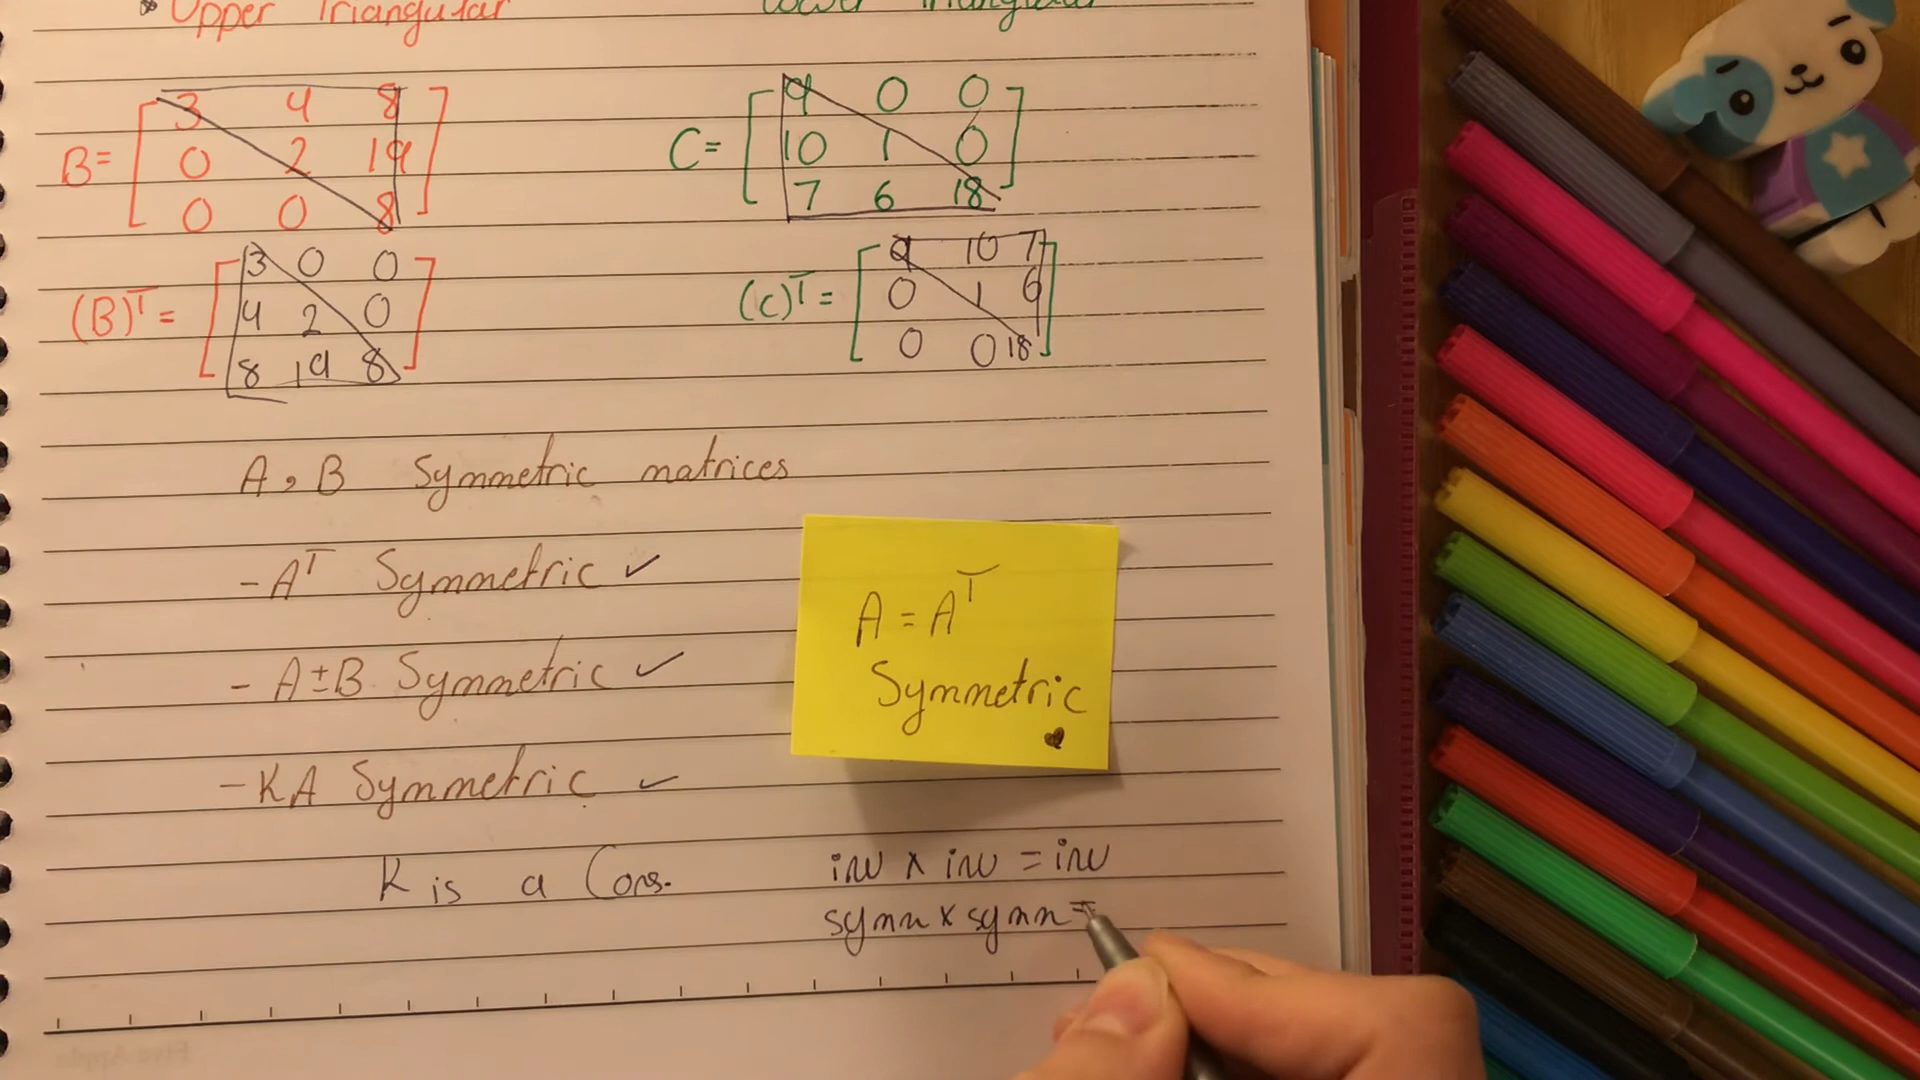 * Upper Triangular
Lower Triangular
B= [3 4 8
0 2 19
0 0 8]
C= [9 0 0
10 1 0
7 6 18]
(B)ᵀ = [3 0 0
4 2 0
8 19 8]
(C)ᵀ = [9 10 7
0 1 6
0 0 18]
A, B Symmetric matrices
- Aᵀ Symmetric ✓
- A±B Symmetric ✓
- KA Symmetric ✓
K is a Cons.
A = Aᵀ
Symmetric
inv x inv = inv
symm x symm =